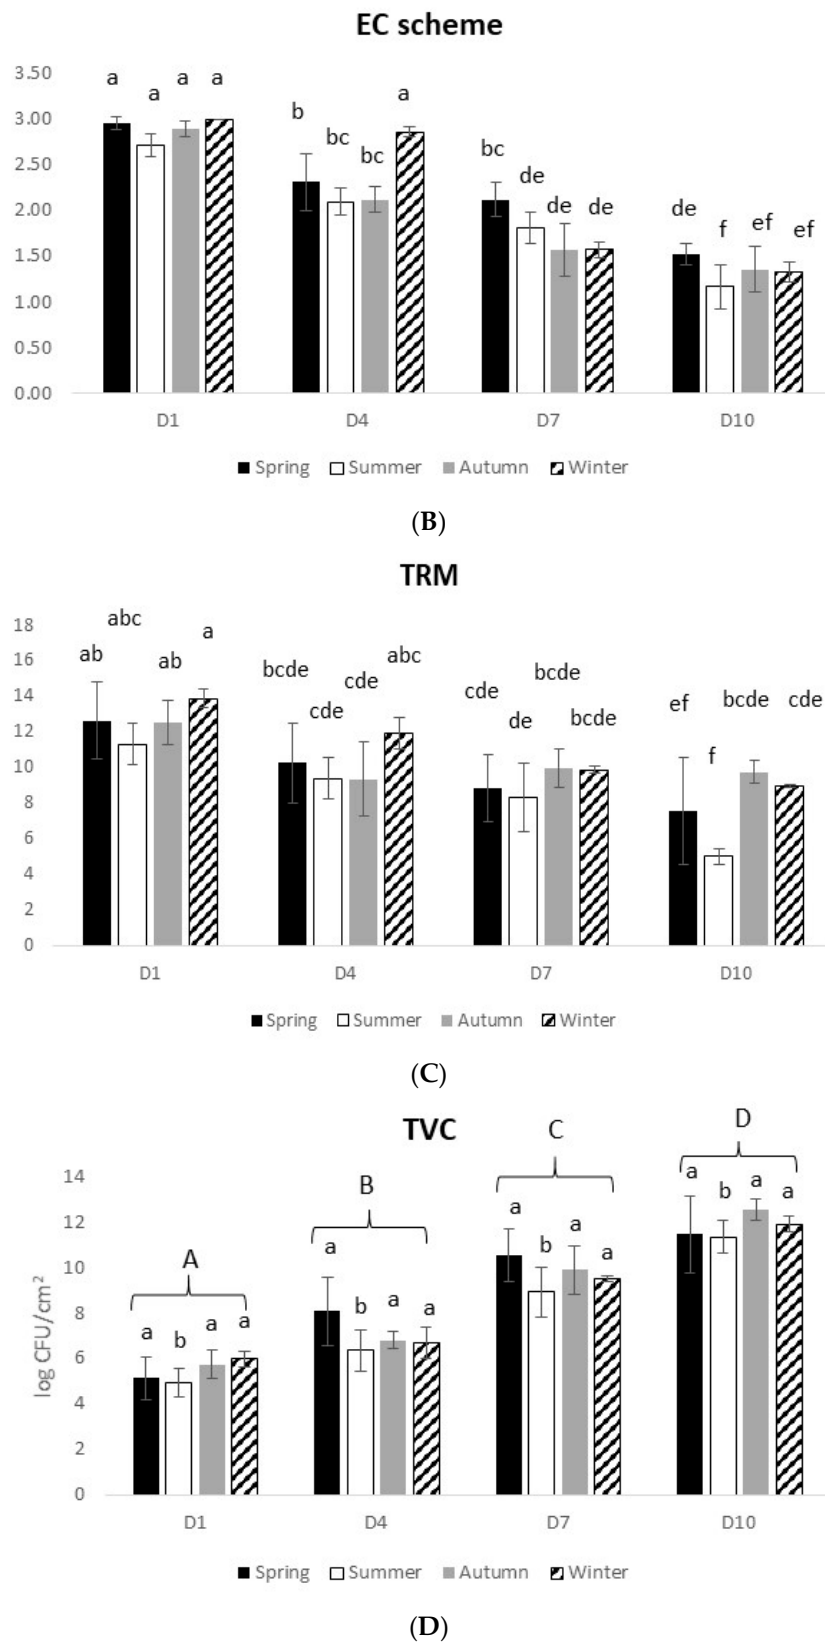 EC scheme
3.50
3.00
2.50
2.00
1.50
1.00
0.50
0.00
a a a a
b bc bc a
bc de de de
de f ef ef
D1 D4 D7 D10
Spring Summer Autumn Winter
(B)
TRM
18
16
14
12
10
8
6
4
2
0
ab abc ab a
bcde cde cde abc
cde de bcde bcde
ef f bcde cde
D1 D4 D7 D10
Spring Summer Autumn Winter
(C)
TVC
log CFU/cm²
14
12
10
8
6
4
2
0
A
a b a a
B
a b a a
C
a b a a
D
a b a a
D1 D4 D7 D10
Spring Summer Autumn Winter
(D)